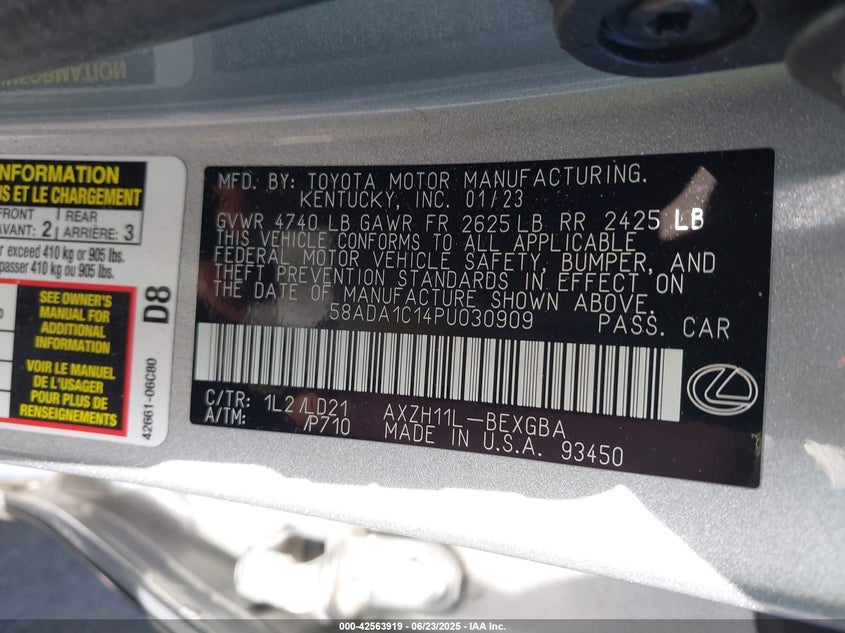 INFORMATION
INFORMATION
US ET LE CHARGEMENT
FRONT REAR
AVANT: 2 ARRIÈRE: 3
exceed 410 kg or 905 lbs.
passer 410 kg ou 905 lbs.
SEE OWNER'S
MANUAL FOR
ADDITIONAL
INFORMATION
VOIR LE MANUEL
DE L'USAGER
POUR PLUS DE
RENSEIGNEMENTS
D8
42661-06C80
MFD. BY: TOYOTA MOTOR MANUFACTURING.
KENTUCKY, INC. 01/23
GVWR 4740 LB GAWR FR 2625 LB RR 2425 LB
THIS VEHICLE CONFORMS TO ALL APPLICABLE
FEDERAL MOTOR VEHICLE SAFETY, BUMPER, AND
THEFT PREVENTION STANDARDS IN EFFECT ON
THE DATE OF MANUFACTURE SHOWN ABOVE.
58ADA1C14PU030909 PASS. CAR
C/TR: 1L2/LD21 AXZH11L-BEXGBA
A/TM: /P710 MADE IN U.S.A. 93450
000-42563919 - 06/23/2025 - IAA Inc.